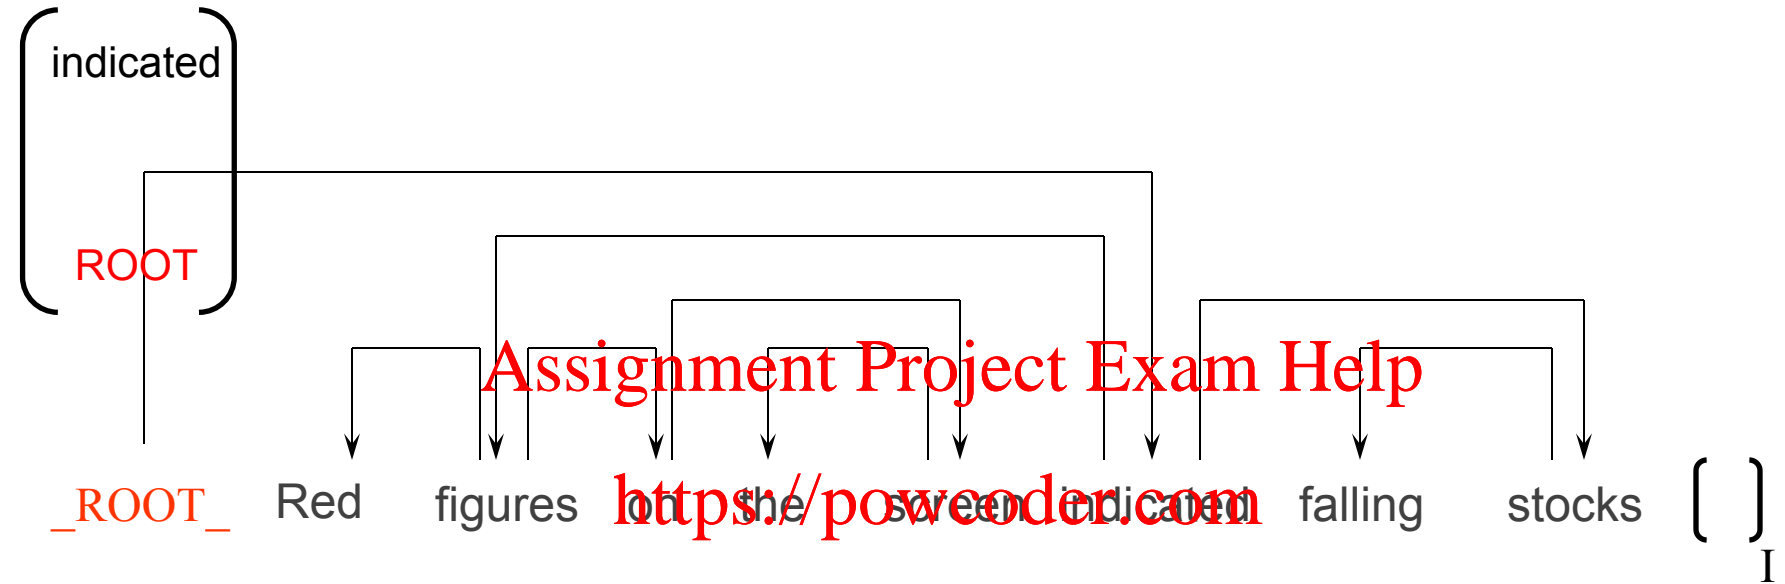 indicated
ROOT
Assignment Project Exam Help
_ROOT_ Red figures on the screen indicated falling stocks
https://powcoder.com
I